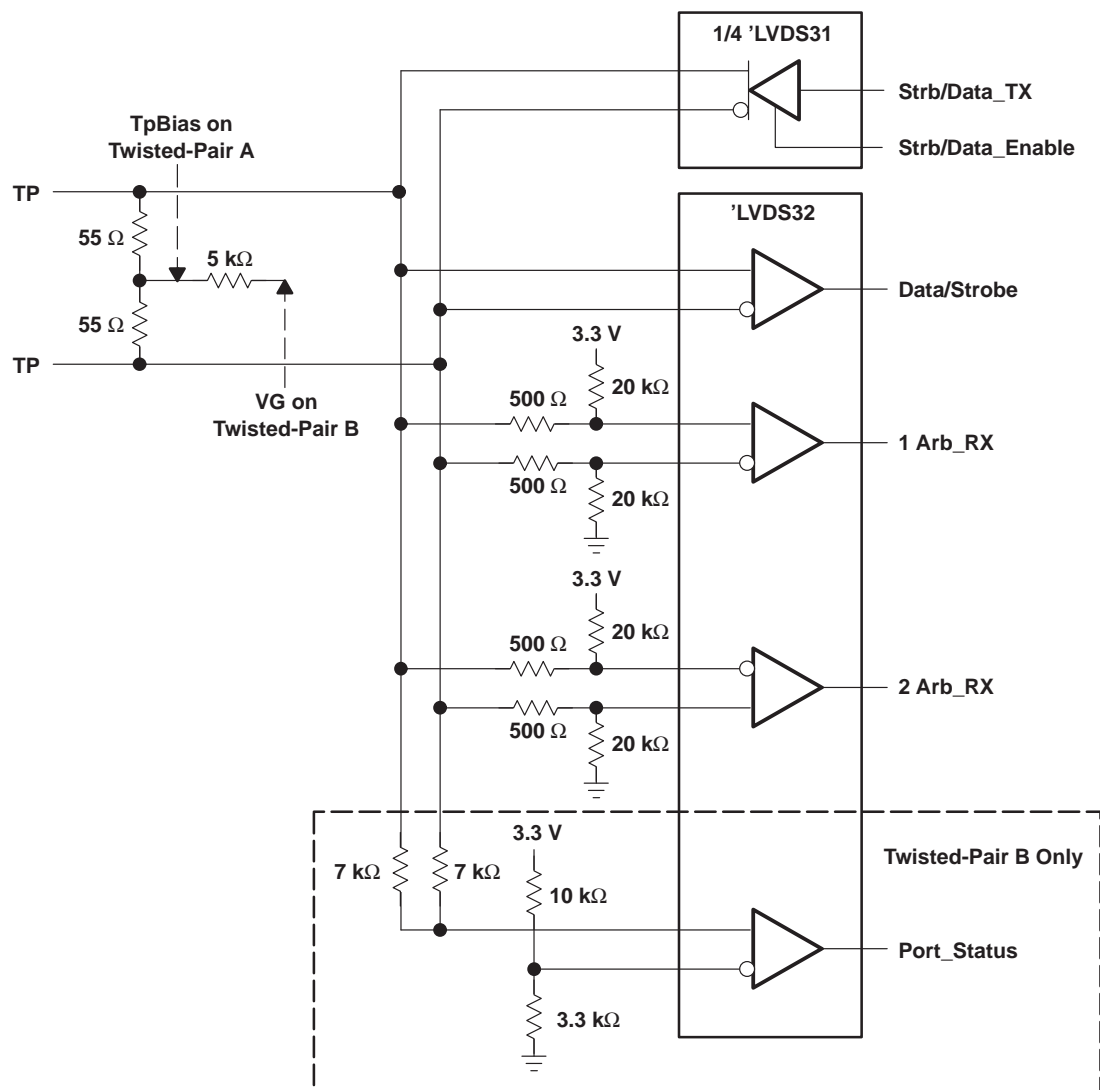 1/4 ’LVDS31
Strb/Data_TX
Strb/Data_Enable
TpBias on
Twisted-Pair A
TP
55 Ω
5 kΩ
55 Ω
TP
VG on
Twisted-Pair B
’LVDS32
Data/Strobe
3.3 V
20 kΩ
500 Ω
1 Arb_RX
500 Ω
20 kΩ
3.3 V
20 kΩ
500 Ω
2 Arb_RX
500 Ω
20 kΩ
3.3 V
Twisted-Pair B Only
7 kΩ
7 kΩ
10 kΩ
Port_Status
3.3 kΩ